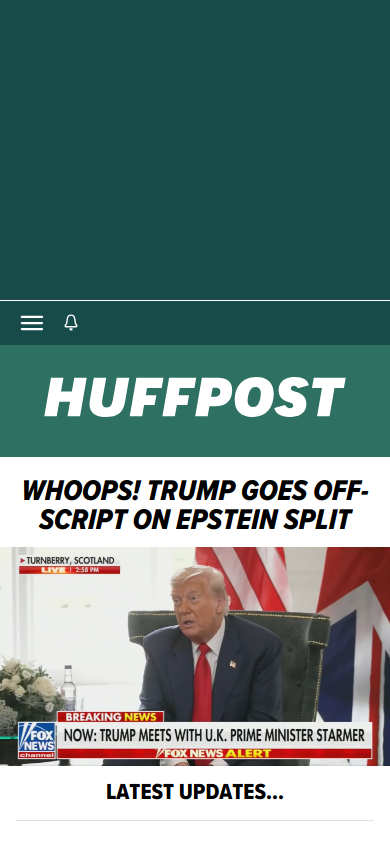 HUFFPOST
WHOOPS! TRUMP GOES OFF-
SCRIPT ON EPSTEIN SPLIT
TURNBERRY, SCOTLAND
LIVE 2:58 PM
BREAKING NEWS
FOX
NEWS
channel
NOW: TRUMP MEETS WITH U.K. PRIME MINISTER STARMER
FOX NEWS ALERT
LATEST UPDATES...